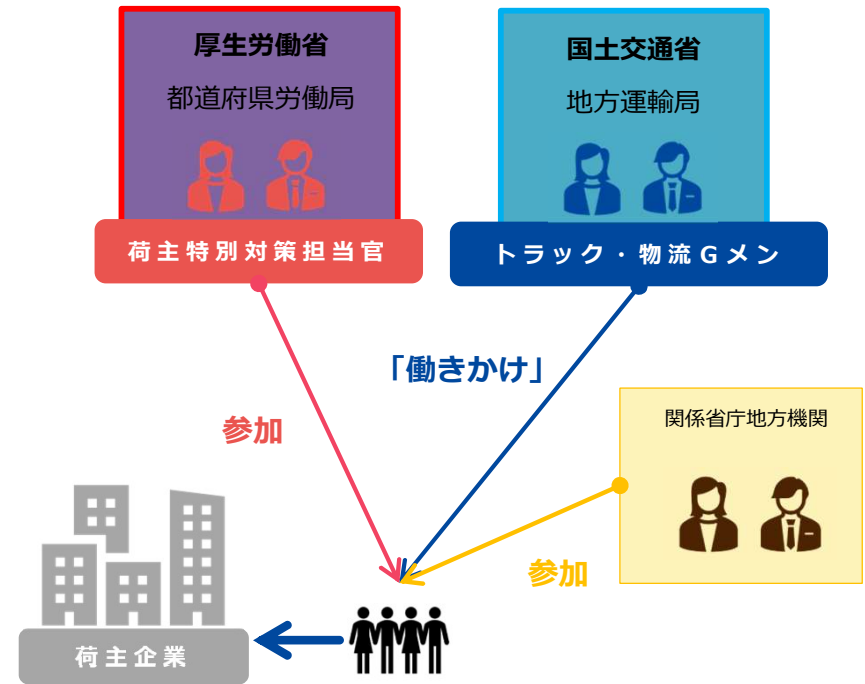 厚生労働省
都道府県労働局
荷主特別対策担当官
国土交通省
地方運輸局
トラック・物流Gメン
「働きかけ」
参加
関係省庁地方機関
参加
荷主企業